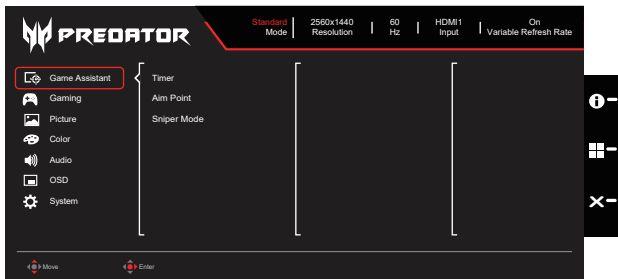 PREDATOR
Standard
Mode
2560x1440
Resolution
60
Hz
HDMI1
Input
On
Variable Refresh Rate
Game Assistant
Gaming
Picture
Color
Audio
OSD
System
Timer
Aim Point
Sniper Mode
Move
Enter